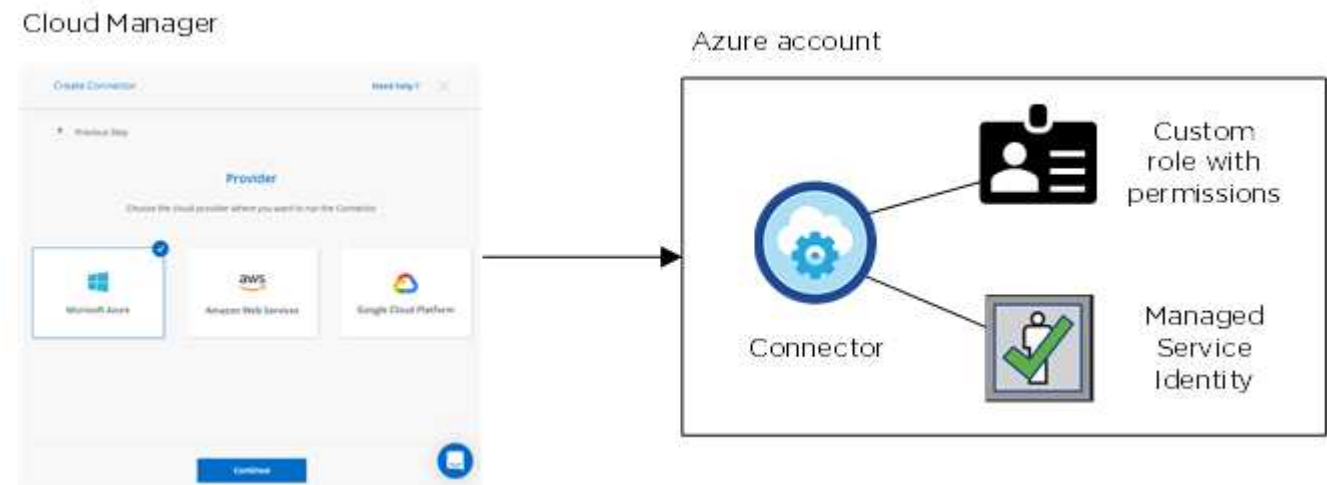 Cloud Manager
Create Connector
Need help?
Previous Step
Provider
Choose the cloud provider where you want to run the Connector
Microsoft Azure
aws
Amazon Web Services
Google Cloud Platform
Continue
Azure account
Connector
Custom
role with
permissions
Managed
Service
Identity